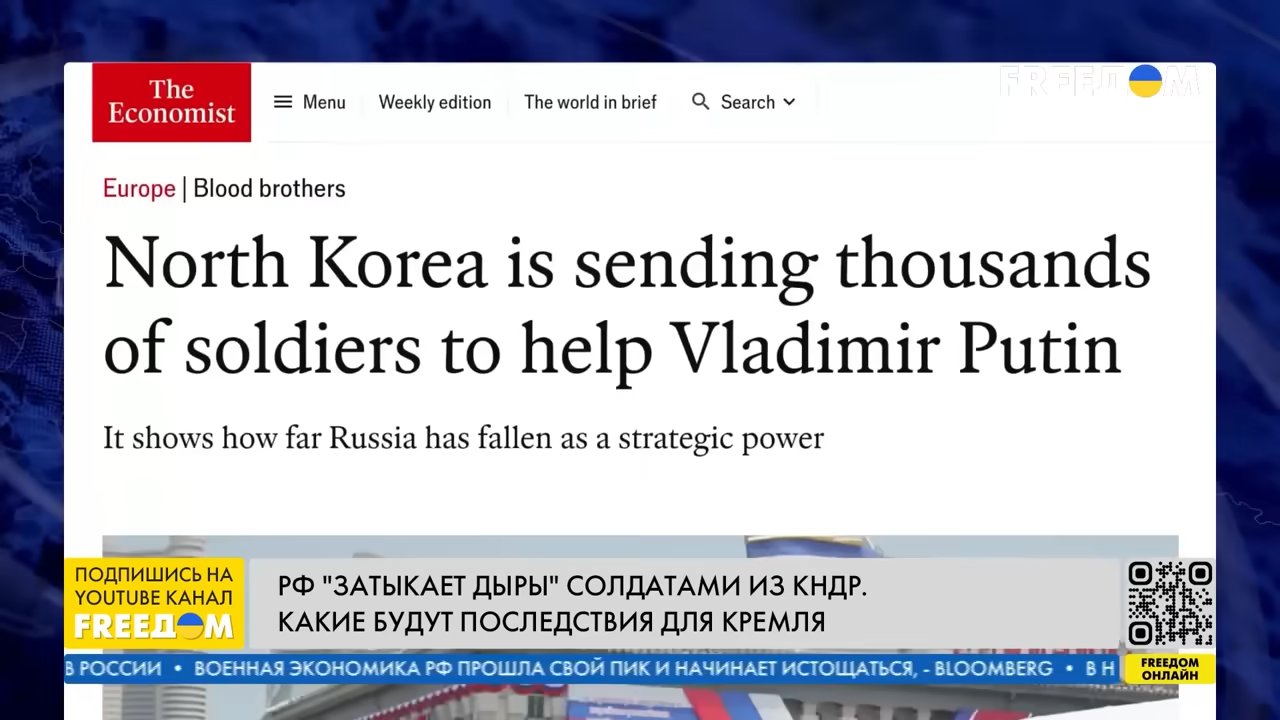 The
Economist
Menu
Weekly edition
The world in brief
Search
FREEДOM
Europe | Blood brothers
North Korea is sending thousands
of soldiers to help Vladimir Putin
It shows how far Russia has fallen as a strategic power
ПОДПИШИСЬ НА
YOUTUBE КАНАЛ
FREEДOM
РФ "ЗАТЫКАЕТ ДЫРЫ" СОЛДАТАМИ ИЗ КНДР.
КАКИЕ БУДУТ ПОСЛЕДСТВИЯ ДЛЯ КРЕМЛЯ
В РОССИИ • ВОЕННАЯ ЭКОНОМИКА РФ ПРОШЛА СВОЙ ПИК И НАЧИНАЕТ ИСТОЩАТЬСЯ, - BLOOMBERG • В Н
FREEДOM
ОНЛАЙН